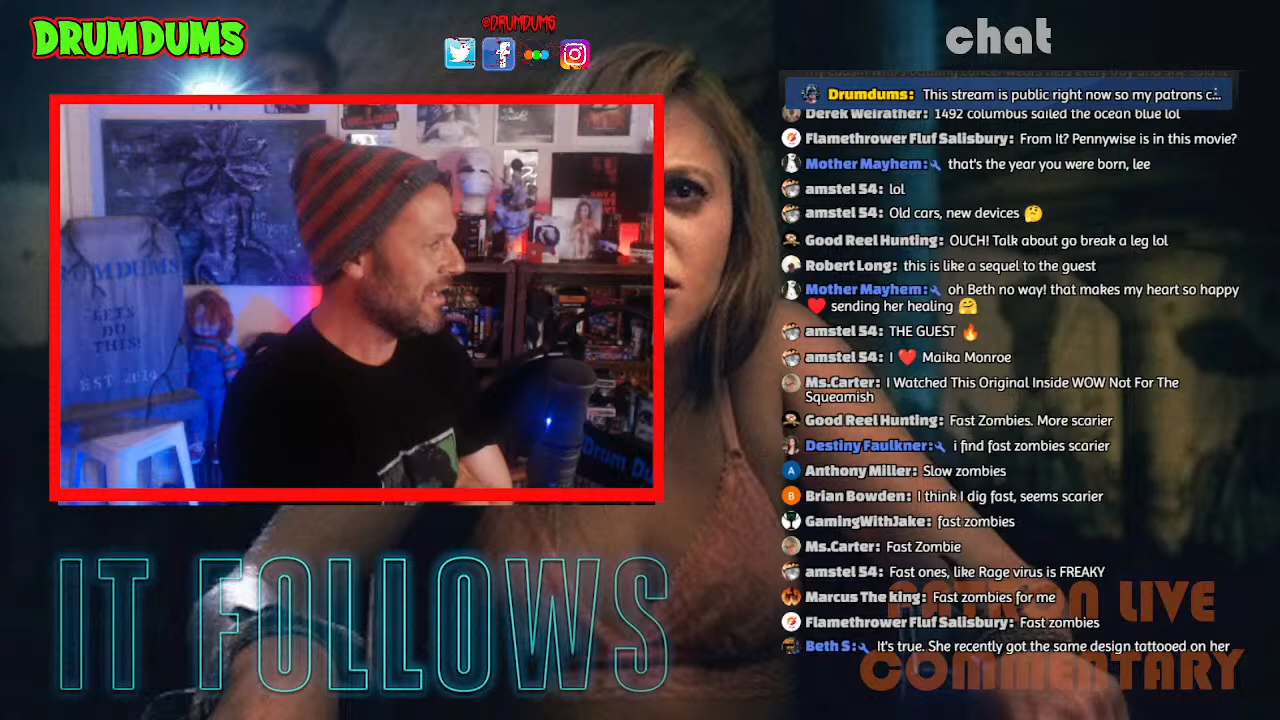 DRUMDUMS
@DRUMDUMS
chat
Drumdums: This stream is public right now so my patrons c...
Derek Weirather: 1492 columbus sailed the ocean blue lol
Flamethrower Fluf Salisbury: From It? Pennywise is in this movie?
Mother Mayhem: that's the year you were born, lee
amstel 54: lol
amstel 54: Old cars, new devices 🤔
Good Reel Hunting: OUCH! Talk about go break a leg lol
Robert Long: this is like a sequel to the guest
Mother Mayhem: oh Beth no way! that makes my heart so happy
❤️ sending her healing 🤗
amstel 54: THE GUEST 🔥
amstel 54: I ❤️ Maika Monroe
Ms.Carter: I Watched This Original Inside WOW Not For The
Squeamish
Good Reel Hunting: Fast Zombies. More scarier
Destiny Faulkner: i find fast zombies scarier
Anthony Miller: Slow zombies
Brian Bowden: I think I dig fast, seems scarier
GamingWithJake: fast zombies
Ms.Carter: Fast Zombie
amstel 54: Fast ones, like Rage virus is FREAKY
Marcus The king: Fast zombies for me
Flamethrower Fluf Salisbury: Fast zombies
Beth S: It's true. She recently got the same design tattooed on her
DRUMDUMS
LETS
DO
THIS!
EST 2019
Drum Du
IT FOLLOWS
PATRON LIVE
COMMENTARY